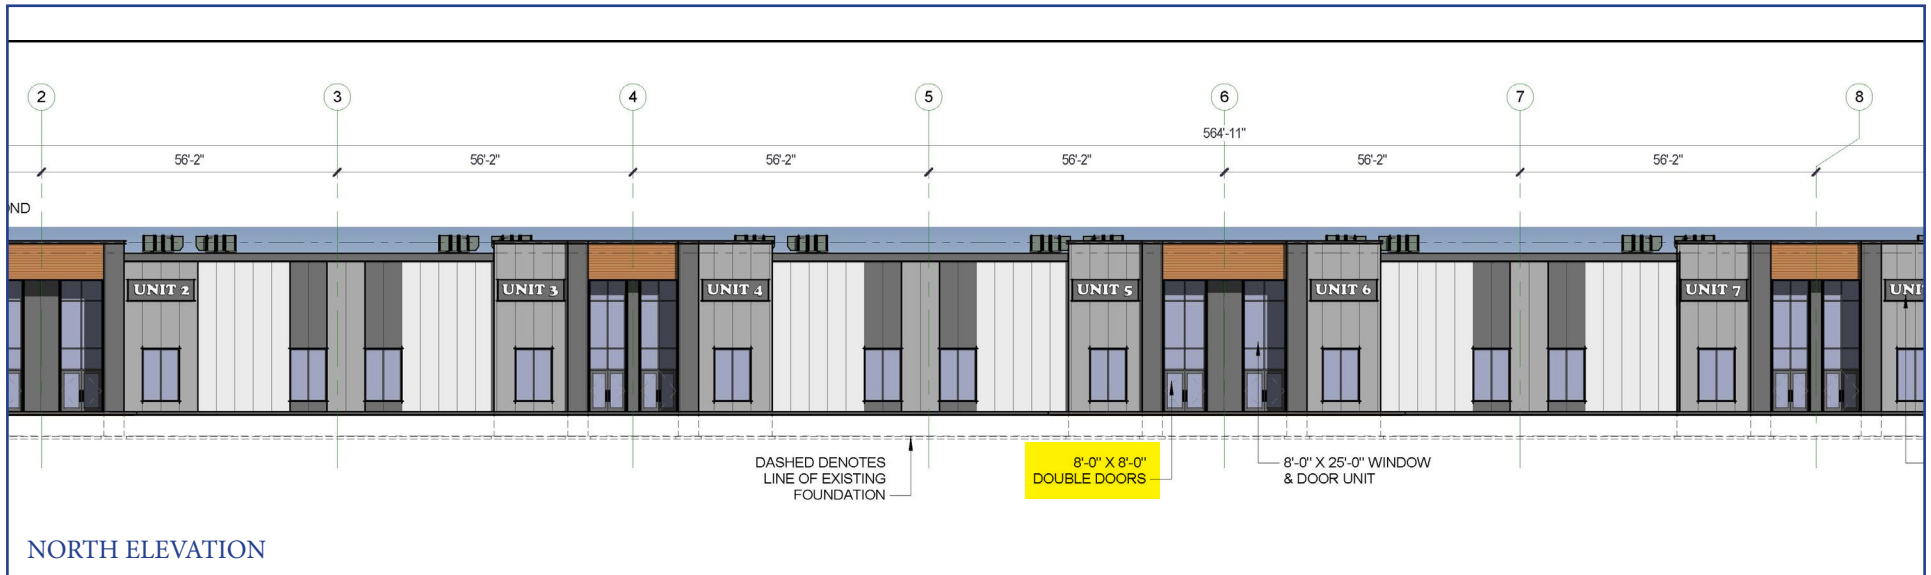 2
3
4
5
6
7
8
564'-11"
56'-2"
56'-2"
56'-2"
56'-2"
56'-2"
56'-2"
OND
UNIT 2
UNIT 3
UNIT 4
UNIT 5
UNIT 6
UNIT 7
UNI
DASHED DENOTES
LINE OF EXISTING
FOUNDATION
8'-0" X 8'-0"
DOUBLE DOORS
8'-0" X 25'-0" WINDOW
& DOOR UNIT
NORTH ELEVATION